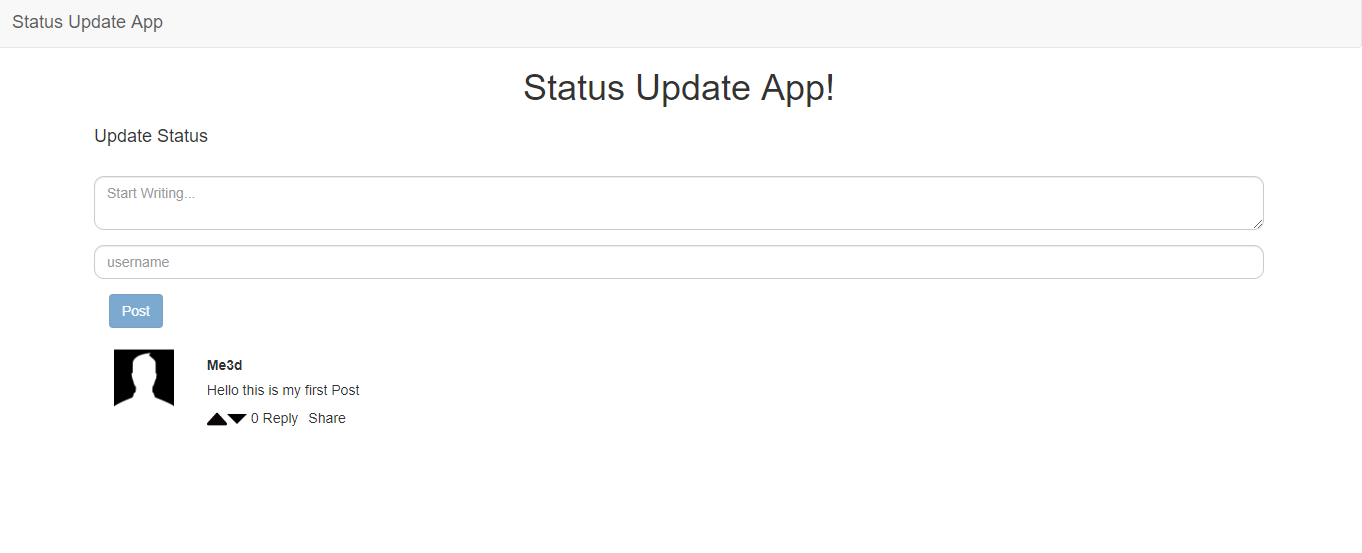 Status Update App
Status Update App!
Update Status
Start Writing...
username
Post
Me3d
Hello this is my first Post
0 Reply Share